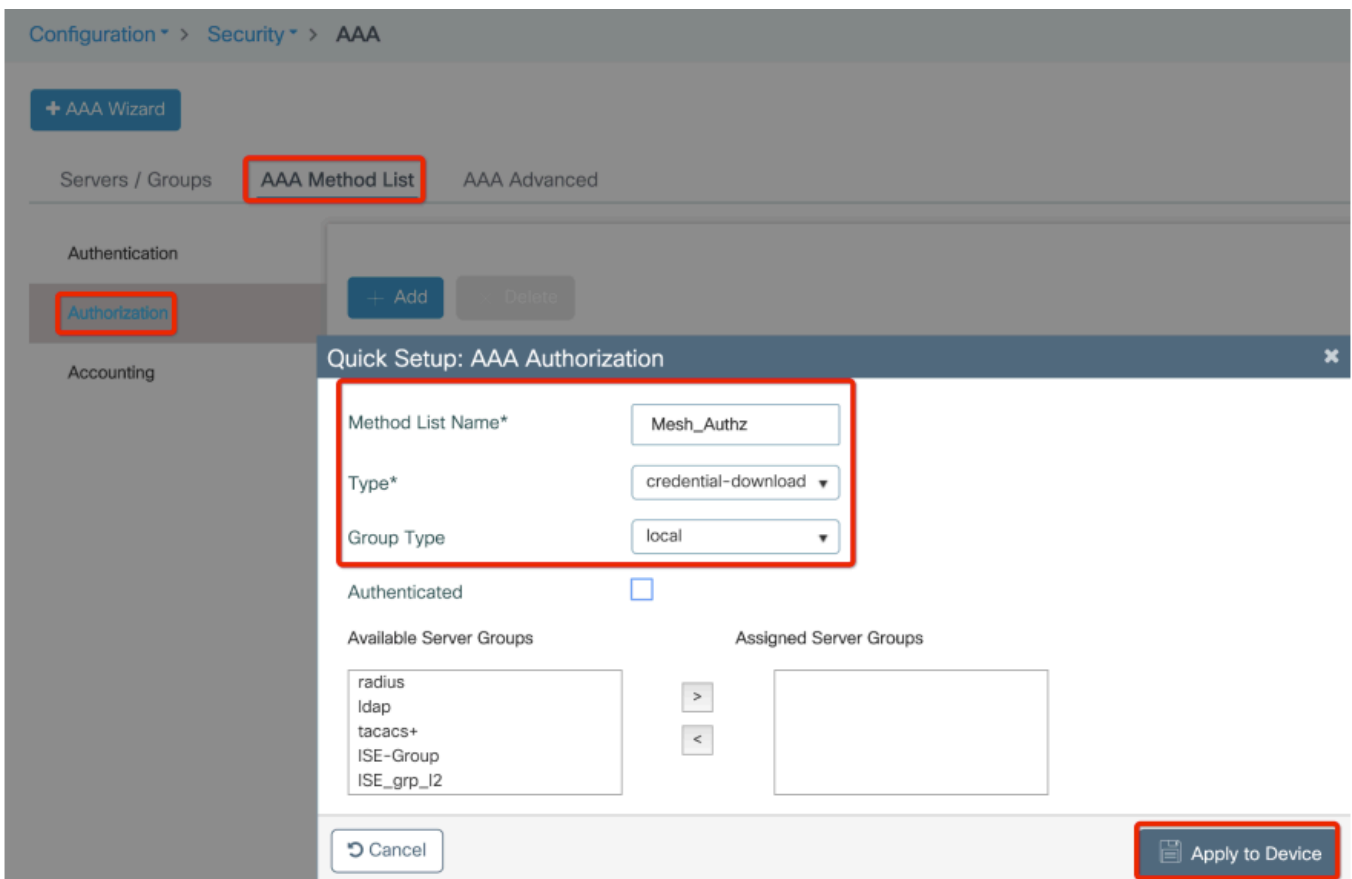 Configuration > Security > AAA
+ AAA Wizard
Servers / Groups AAA Method List AAA Advanced
Authentication
Authorization
Accounting
+ Add Delete
Quick Setup: AAA Authorization
Method List Name* Mesh_Authz
Type* credential-download
Group Type local
Authenticated
Available Server Groups Assigned Server Groups
radius
ldap
tacacs+
ISE-Group
ISE_grp_l2
>
<
Cancel Apply to Device